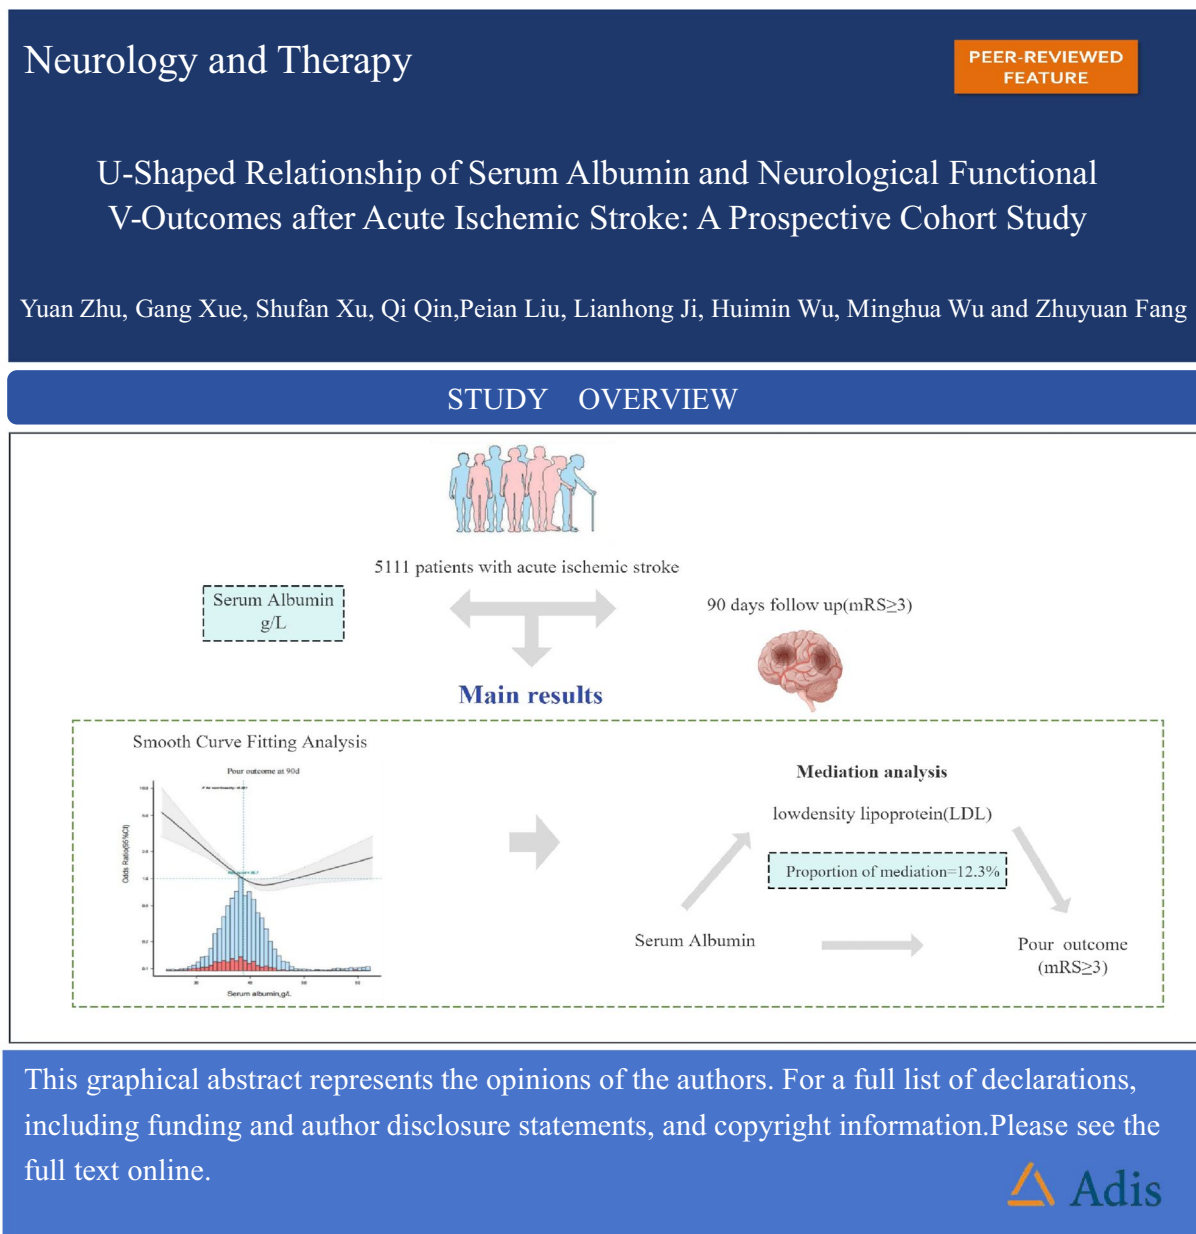 Neurology and Therapy
PEER-REVIEWED
FEATURE
U-Shaped Relationship of Serum Albumin and Neurological Functional
V-Outcomes after Acute Ischemic Stroke: A Prospective Cohort Study
Yuan Zhu, Gang Xue, Shufan Xu, Qi Qin,Peian Liu, Lianhong Ji, Huimin Wu, Minghua Wu and Zhuyuan Fang
STUDY OVERVIEW
5111 patients with acute ischemic stroke
Serum Albumin
g/L
90 days follow up(mRS≥3)
Main results
Smooth Curve Fitting Analysis
Pour outcome at 90d
Odds Ratio(95%CI)
Serum albumin,g/L
Mediation analysis
lowdensity lipoprotein(LDL)
Proportion of mediation=12.3%
Serum Albumin
Pour outcome
(mRS≥3)
This graphical abstract represents the opinions of the authors. For a full list of declarations,
including funding and author disclosure statements, and copyright information.Please see the
full text online.
Adis